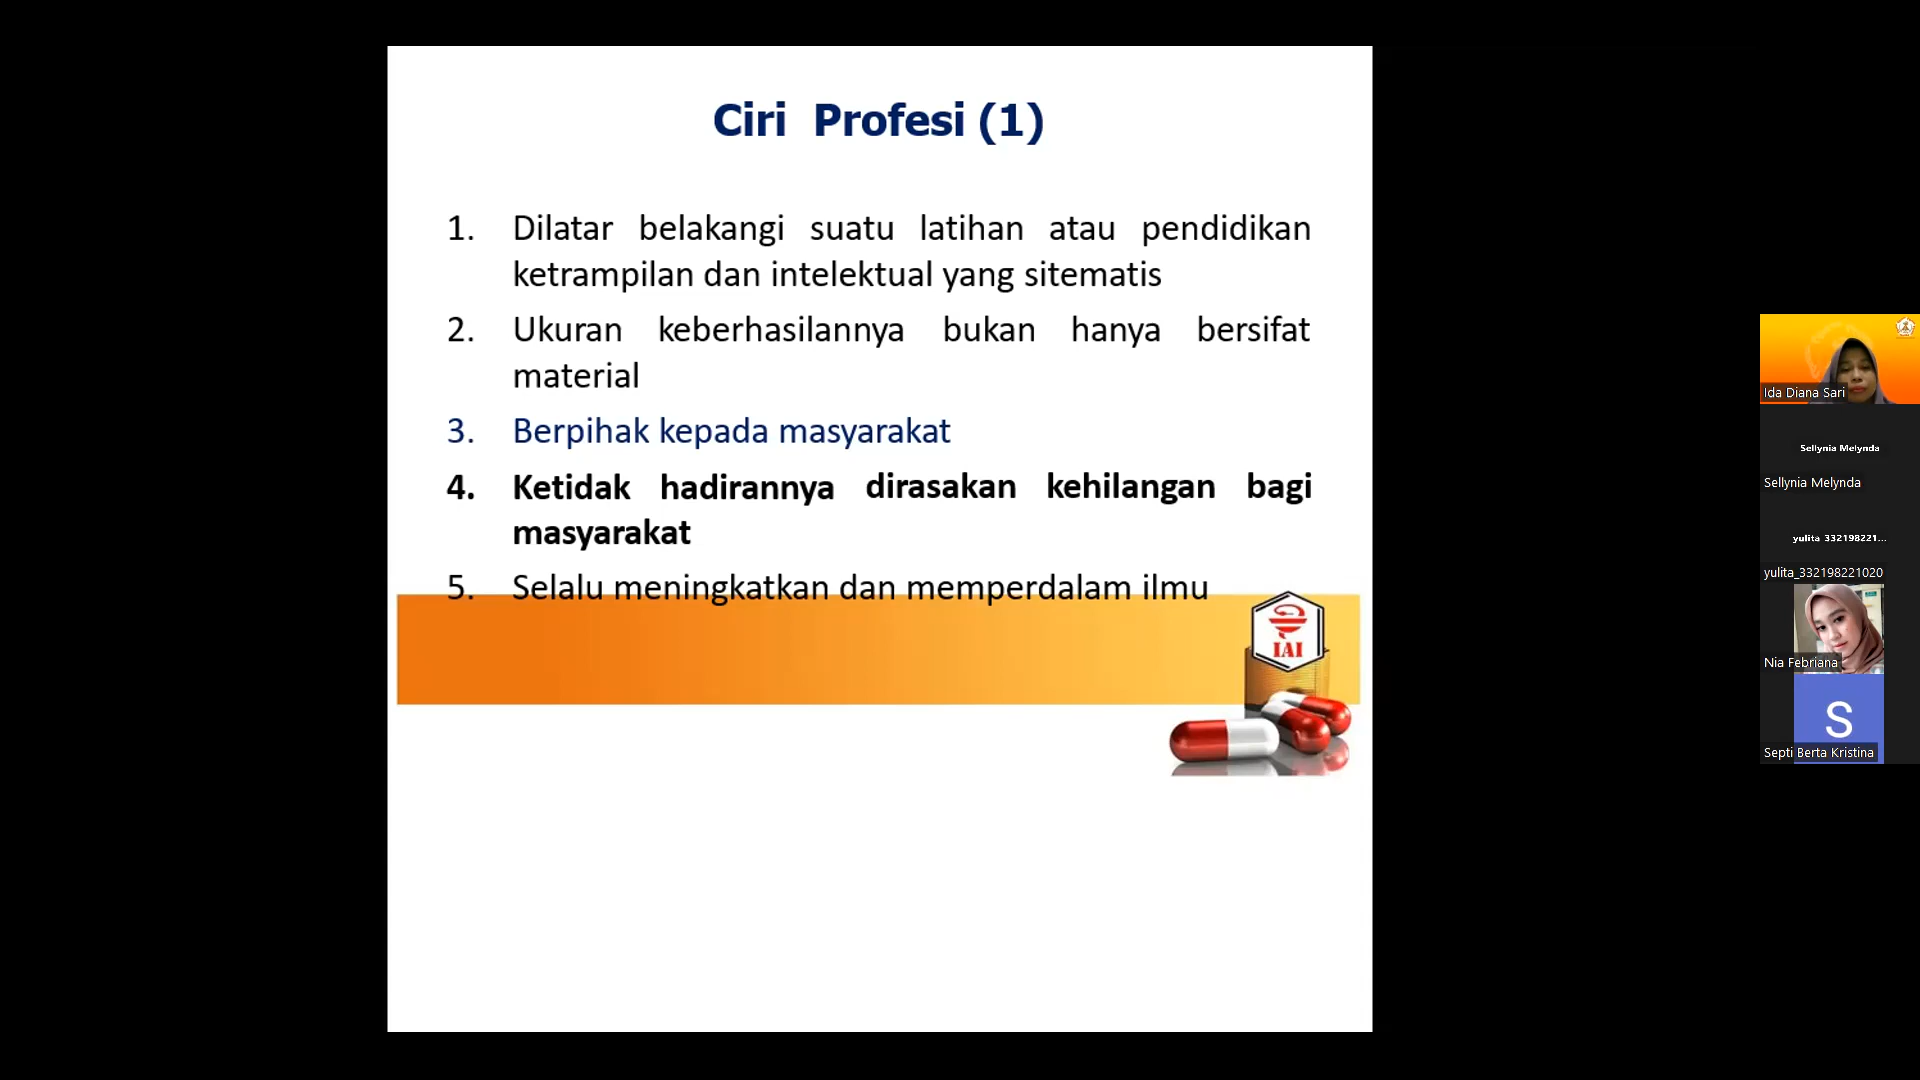 Ciri Profesi (1)
1. Dilatar belakangi suatu latihan atau pendidikan
ketrampilan dan intelektual yang sitematis
2. Ukuran keberhasilannya bukan hanya bersifat
material
3. Berpihak kepada masyarakat
4. Ketidak hadirannya dirasakan kehilangan bagi
masyarakat
5. Selalu meningkatkan dan memperdalam ilmu
IAI
Ida Diana Sari
Sellynia Melynda
Sellynia Melynda
yulita 332198221...
yulita_332198221020
Nia Febriana
S
Septi Berta Kristina